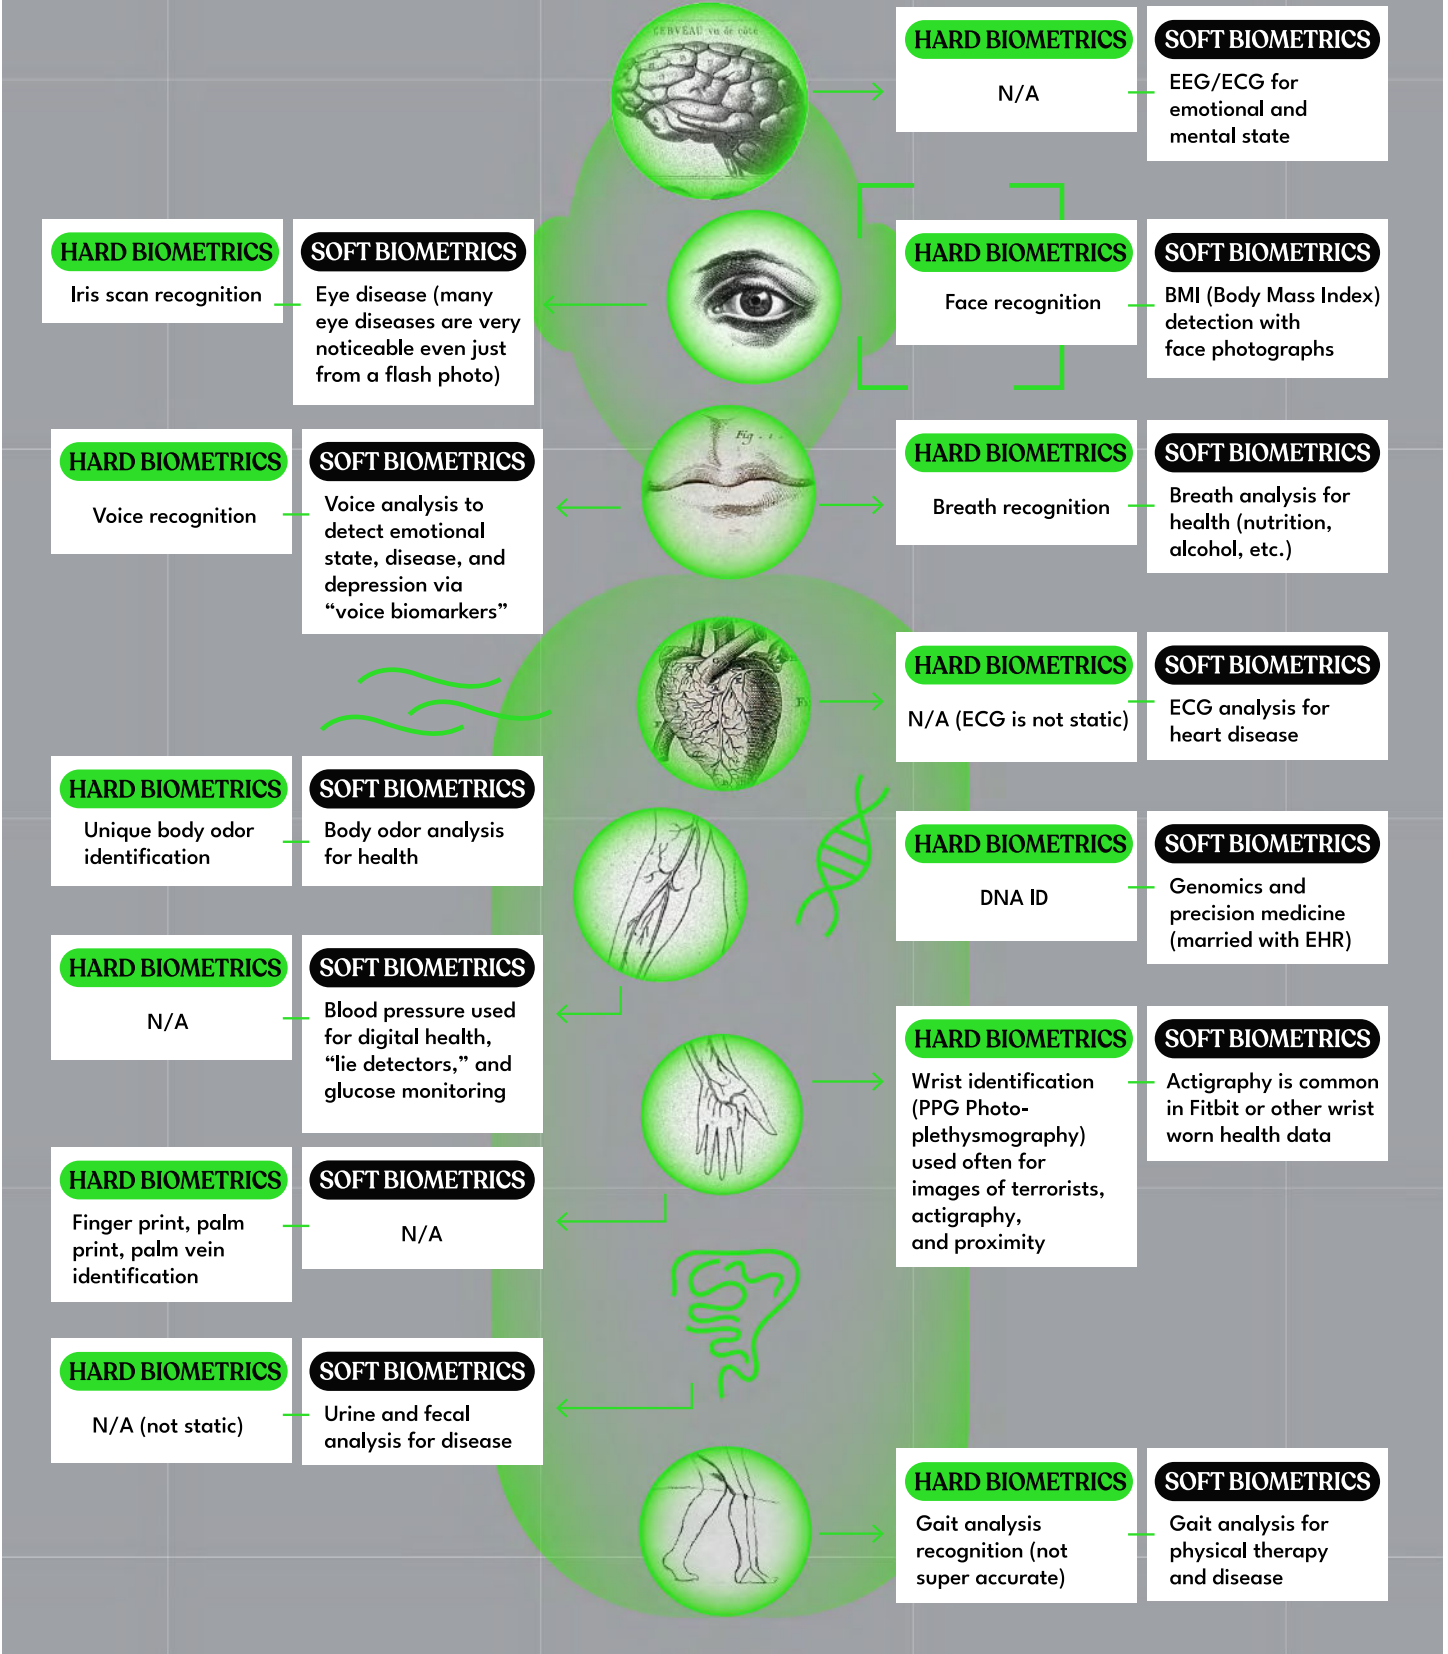 CERVEAU vu de côté
HARD BIOMETRICS
N/A
SOFT BIOMETRICS
EEG/ECG for
emotional and
mental state
HARD BIOMETRICS
Iris scan recognition
SOFT BIOMETRICS
Eye disease (many
eye diseases are very
noticeable even just
from a flash photo)
HARD BIOMETRICS
Face recognition
SOFT BIOMETRICS
BMI (Body Mass Index)
detection with
face photographs
HARD BIOMETRICS
Voice recognition
SOFT BIOMETRICS
Voice analysis to
detect emotional
state, disease, and
depression via
“voice biomarkers”
Fig. 1.
HARD BIOMETRICS
Breath recognition
SOFT BIOMETRICS
Breath analysis for
health (nutrition,
alcohol, etc.)
HARD BIOMETRICS
N/A (ECG is not static)
SOFT BIOMETRICS
ECG analysis for
heart disease
HARD BIOMETRICS
Unique body odor
identification
SOFT BIOMETRICS
Body odor analysis
for health
HARD BIOMETRICS
DNA ID
SOFT BIOMETRICS
Genomics and
precision medicine
(married with EHR)
HARD BIOMETRICS
N/A
SOFT BIOMETRICS
Blood pressure used
for digital health,
“lie detectors,” and
glucose monitoring
HARD BIOMETRICS
Wrist identification
(PPG Photo-
plethysmography)
used often for
images of terrorists,
actigraphy,
and proximity
SOFT BIOMETRICS
Actigraphy is common
in Fitbit or other wrist
worn health data
HARD BIOMETRICS
Finger print, palm
print, palm vein
identification
SOFT BIOMETRICS
N/A
HARD BIOMETRICS
N/A (not static)
SOFT BIOMETRICS
Urine and fecal
analysis for disease
HARD BIOMETRICS
Gait analysis
recognition (not
super accurate)
SOFT BIOMETRICS
Gait analysis for
physical therapy
and disease